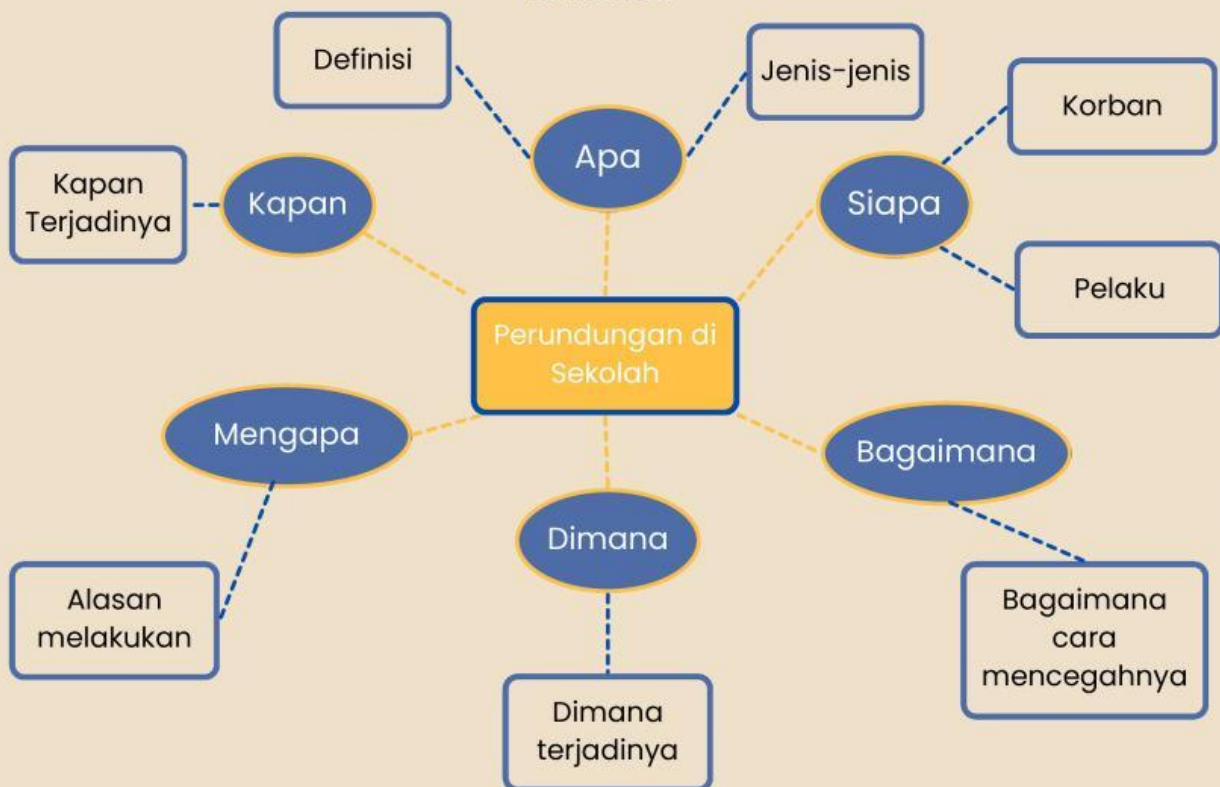 Definisi
Jenis-jenis
Korban
Apa
Kapan
Terjadinya
Kapan
Siapa
Pelaku
Perundungan di
Sekolah
Mengapa
Bagaimana
Dimana
Alasan
melakukan
Bagaimana
cara
mencegahnya
Dimana
terjadinya